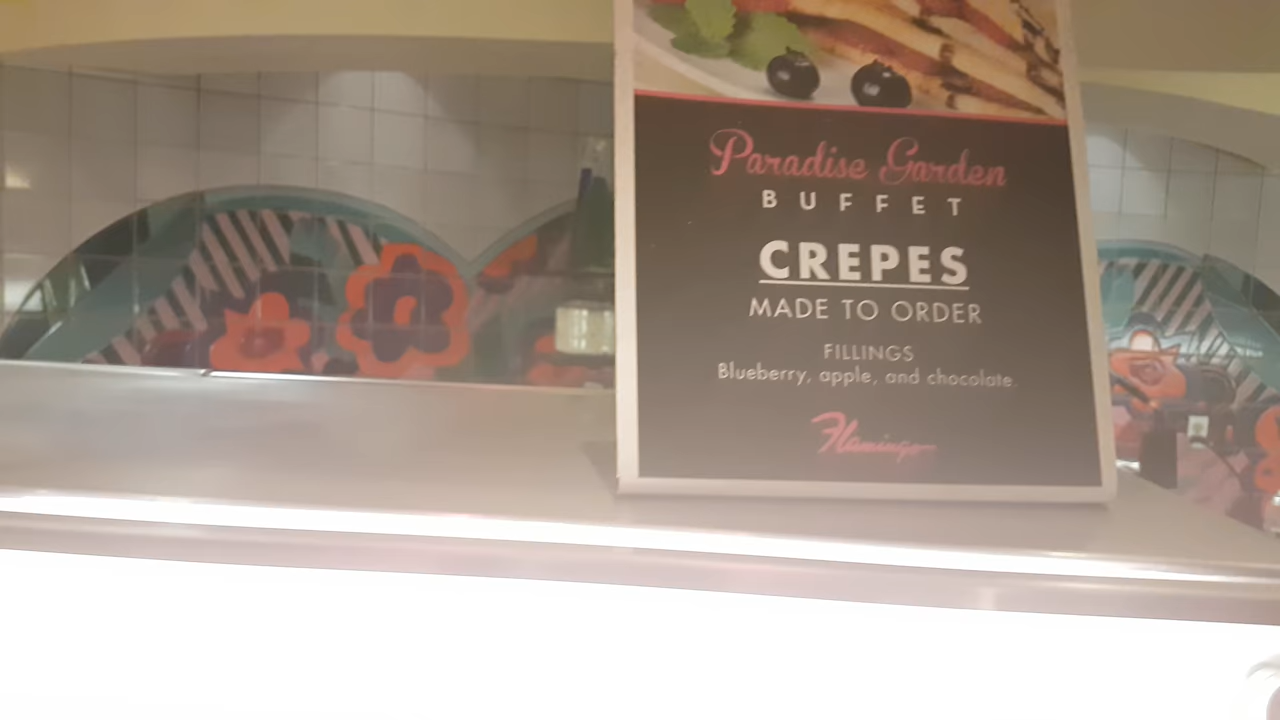 Paradise Garden
BUFFET
CREPES
MADE TO ORDER
FILLINGS
Blueberry, apple, and chocolate.
Flamingo